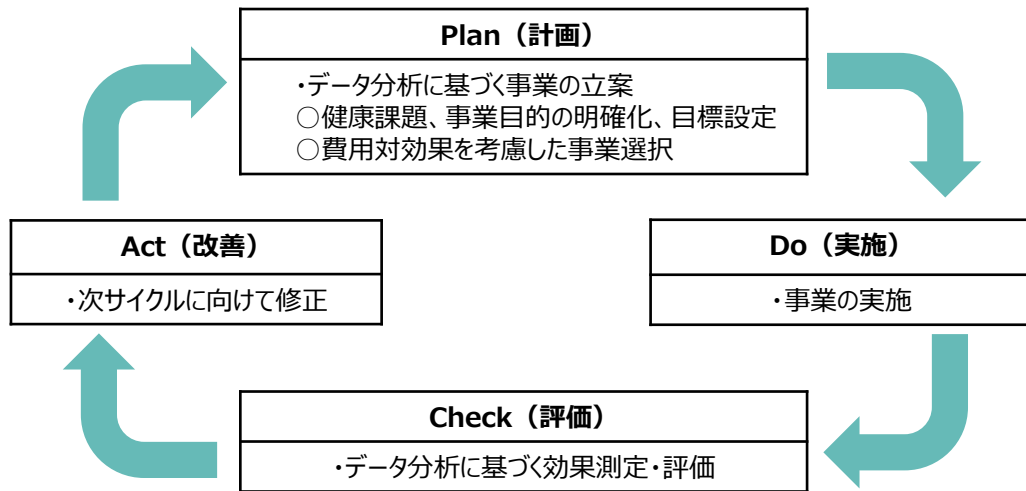 Plan（計画）
・データ分析に基づく事業の立案
○健康課題、事業目的の明確化、目標設定
○費用対効果を考慮した事業選択
Act（改善）
・次サイクルに向けて修正
Do（実施）
・事業の実施
Check（評価）
・データ分析に基づく効果測定・評価